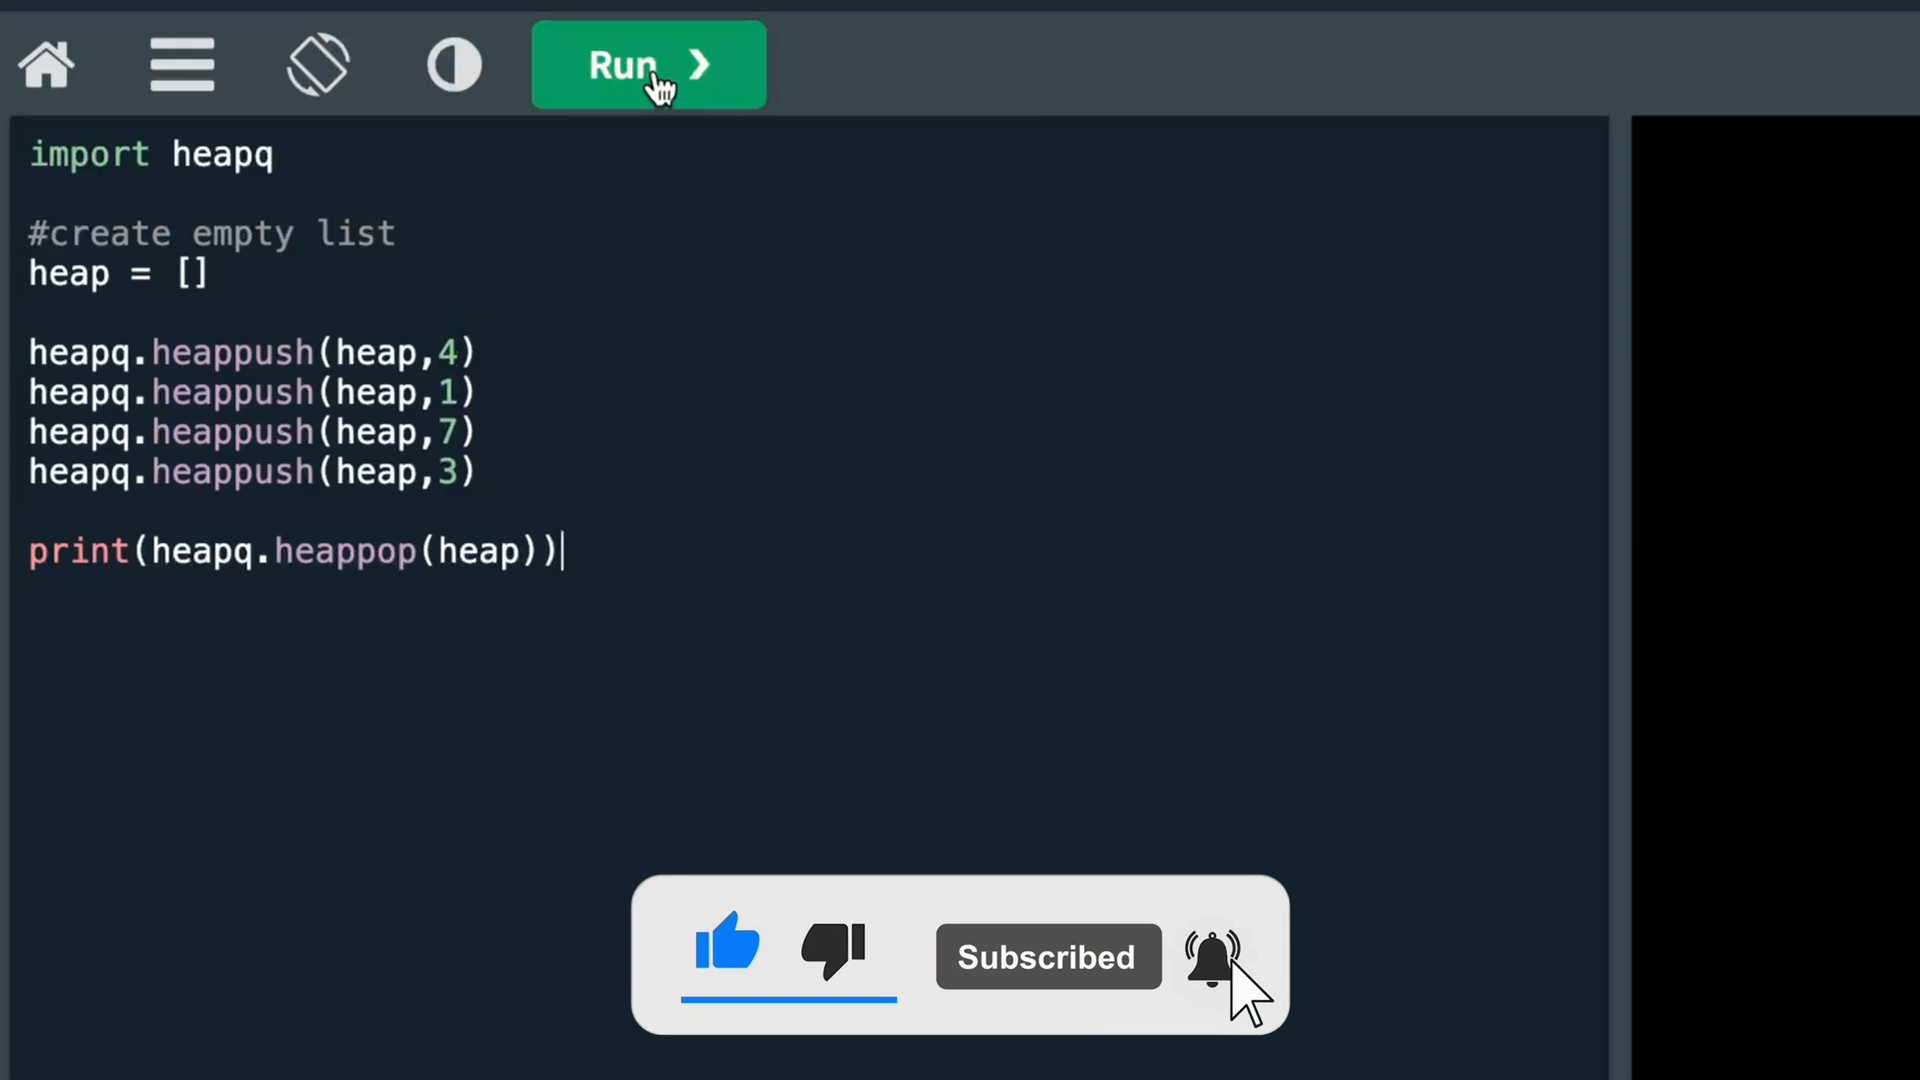 Run
import heapq
#create empty list
heap = []
heapq.heappush(heap,4)
heapq.heappush(heap,1)
heapq.heappush(heap,7)
heapq.heappush(heap,3)
print(heapq.heappop(heap))
Subscribed